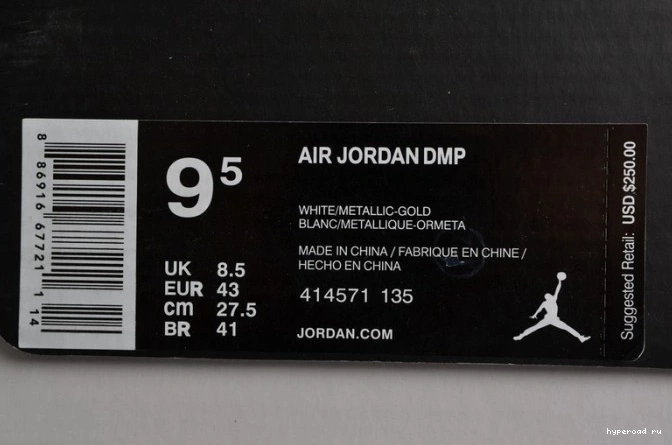 8 86916 67721 1 14
9⁵
UK 8.5
EUR 43
cm 27.5
BR 41
AIR JORDAN DMP
WHITE/METALLIC-GOLD
BLANC/METALLIQUE-ORMETA
MADE IN CHINA / FABRIQUE EN CHINE /
HECHO EN CHINA
414571 135
JORDAN.COM
Suggested Retail: USD $250.00
hyperoad ru